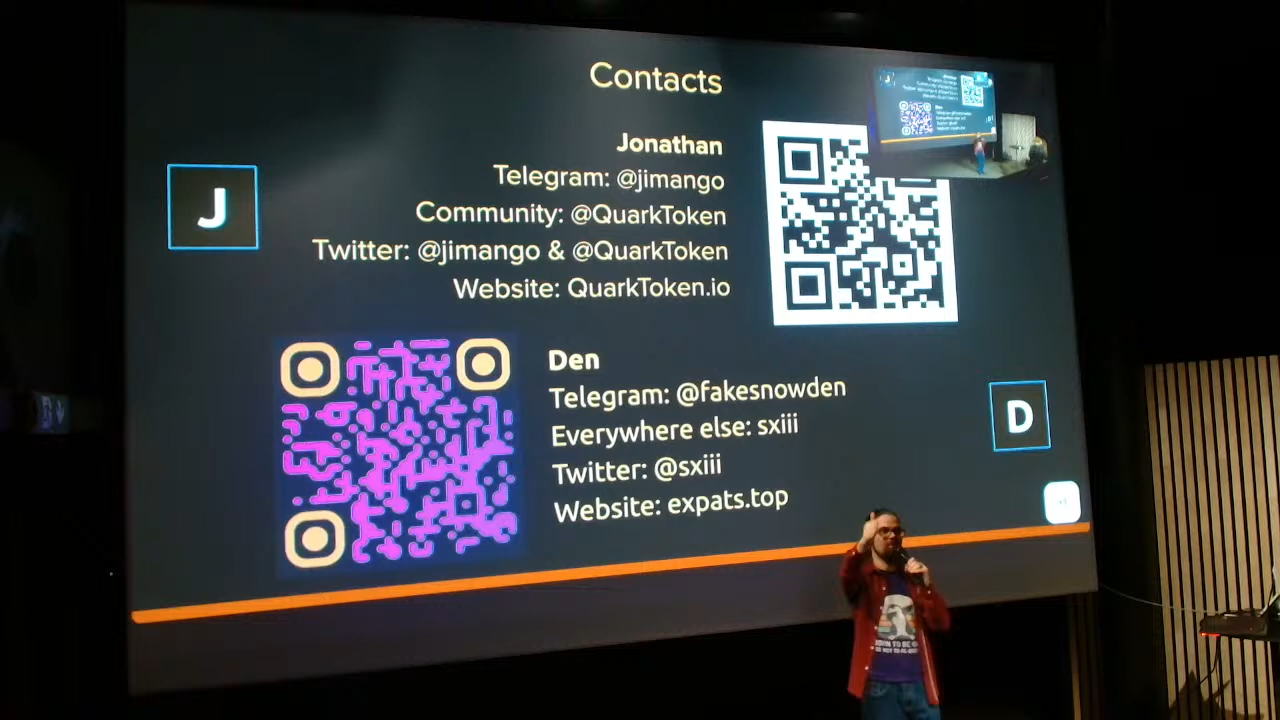 Contacts
Jonathan
Telegram: @jimango
Community: @QuarkToken
Twitter: @jimango & @QuarkToken
Website: QuarkToken.io
J
Den
Telegram: @fakesnowden
Everywhere else: sxiii
Twitter: @sxiii
Website: expats.top
D